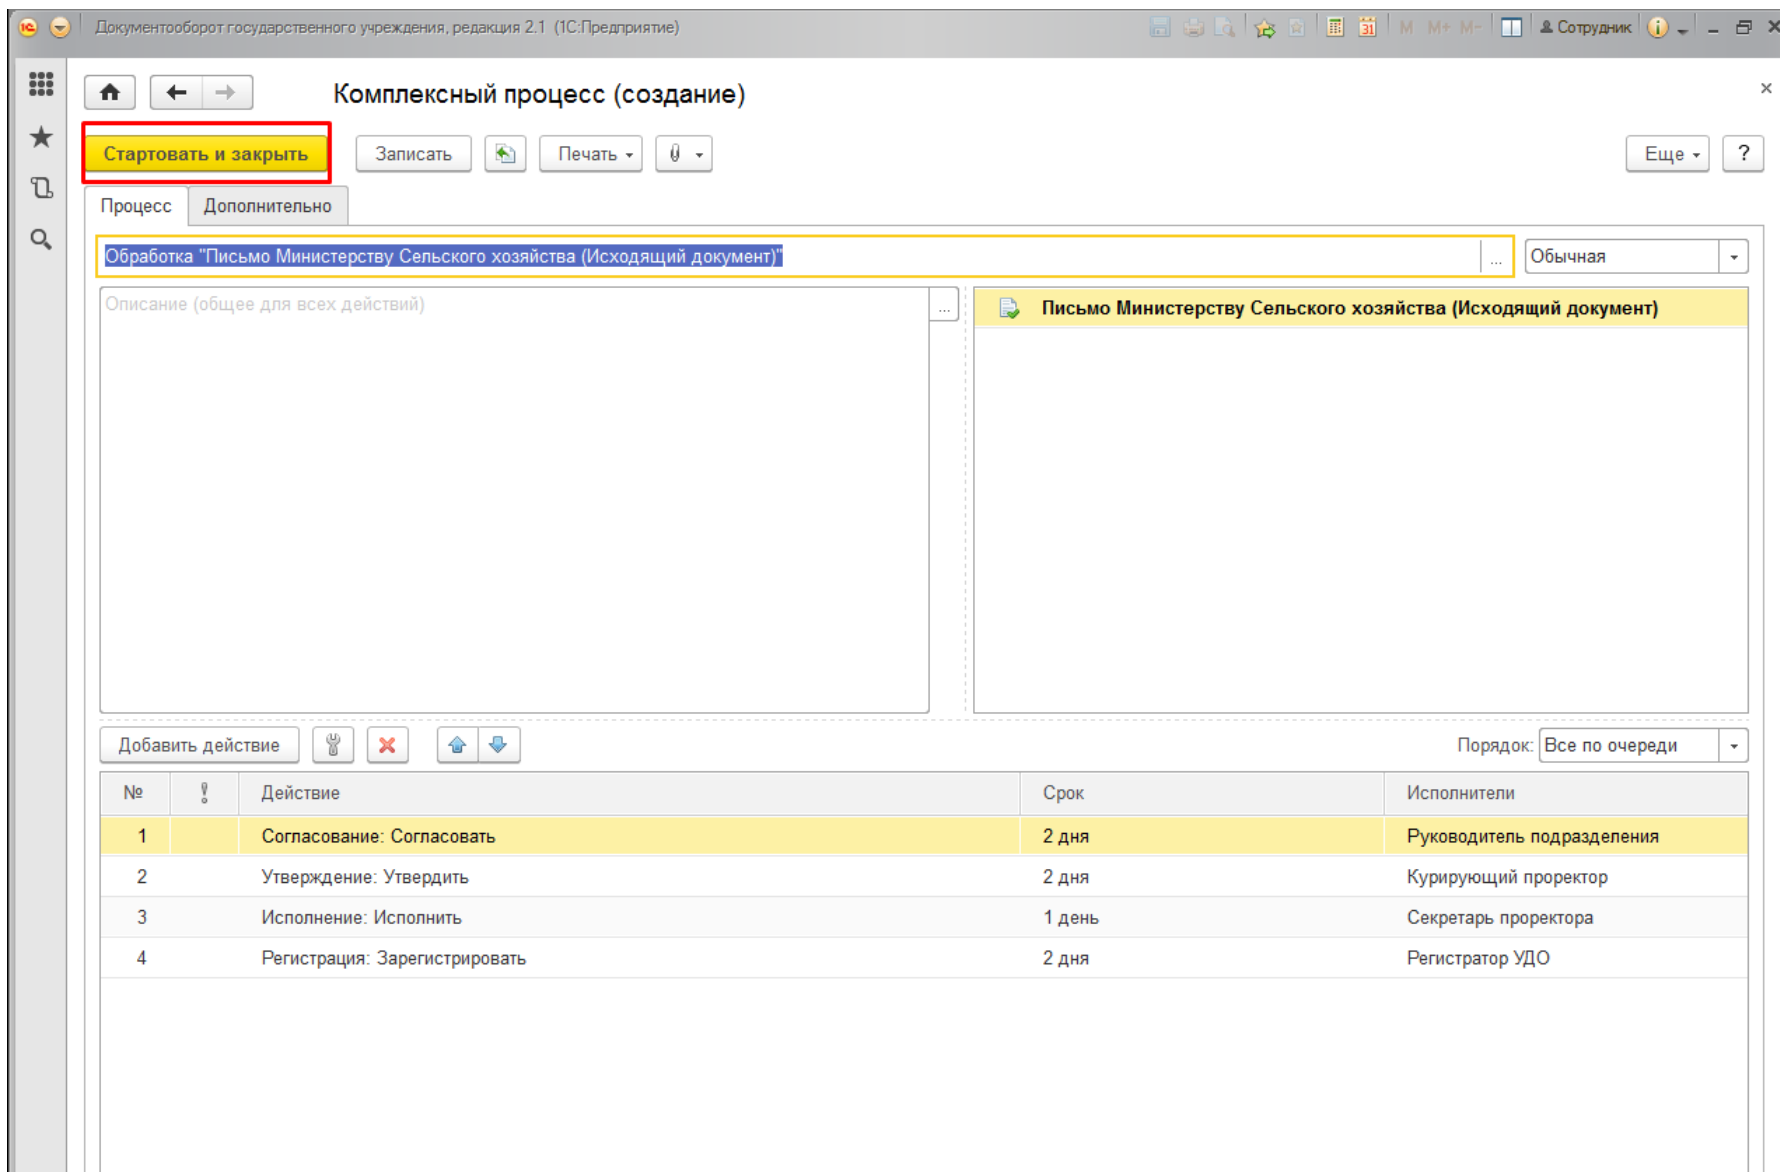 Документооборот государственного учреждения, редакция 2.1 (1С:Предприятие)
M M+ M-
Сотрудник
Комплексный процесс (создание)
Стартовать и закрыть
Записать
Печать
Еще
?
Процесс
Дополнительно
Обработка "Письмо Министерству Сельского хозяйства (Исходящий документ)"
...
Обычная
Описание (общее для всех действий)
...
Письмо Министерству Сельского хозяйства (Исходящий документ)
Добавить действие
Порядок: Все по очереди
№ Действие Срок Исполнители
1 Согласование: Согласовать 2 дня Руководитель подразделения
2 Утверждение: Утвердить 2 дня Курирующий проректор
3 Исполнение: Исполнить 1 день Секретарь проректора
4 Регистрация: Зарегистрировать 2 дня Регистратор УДО